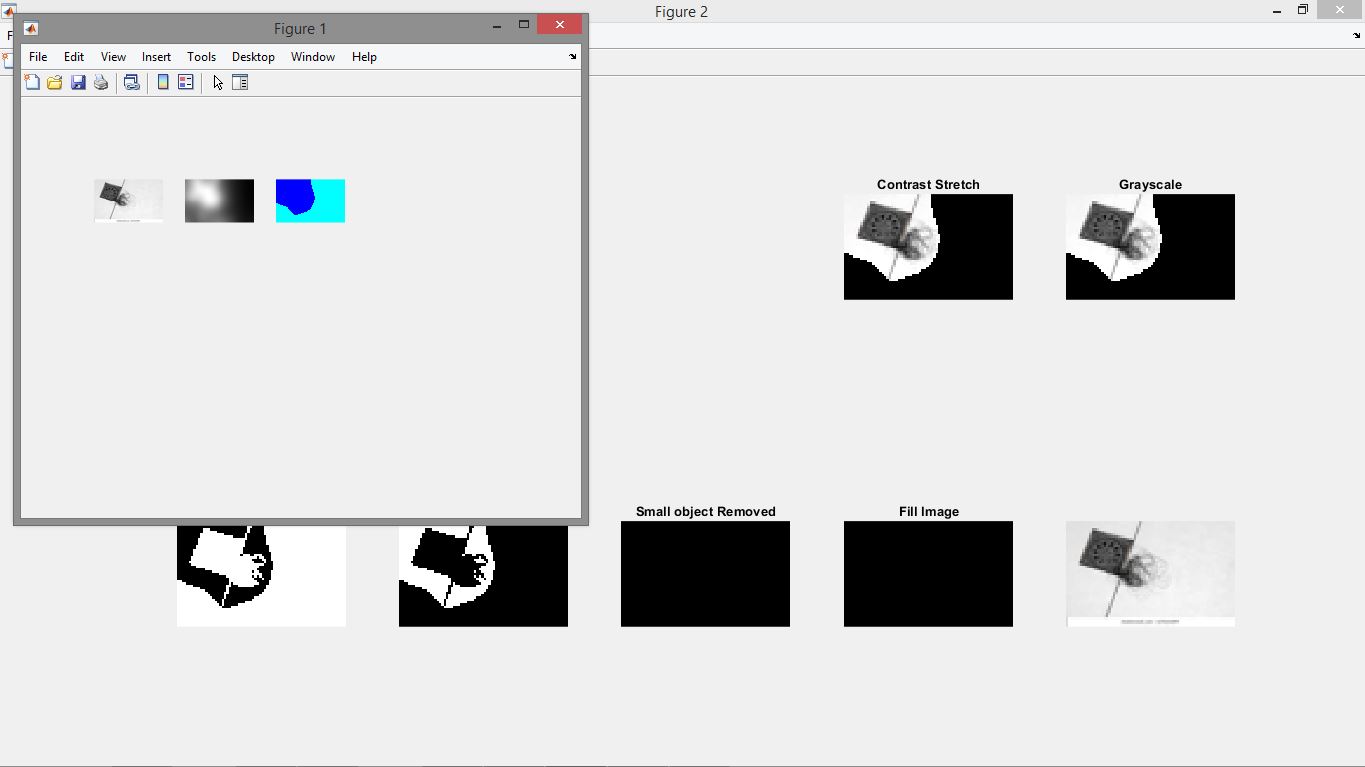 Figure 2
Figure 1
File Edit View Insert Tools Desktop Window Help
Contrast Stretch
Grayscale
Small object Removed
Fill Image